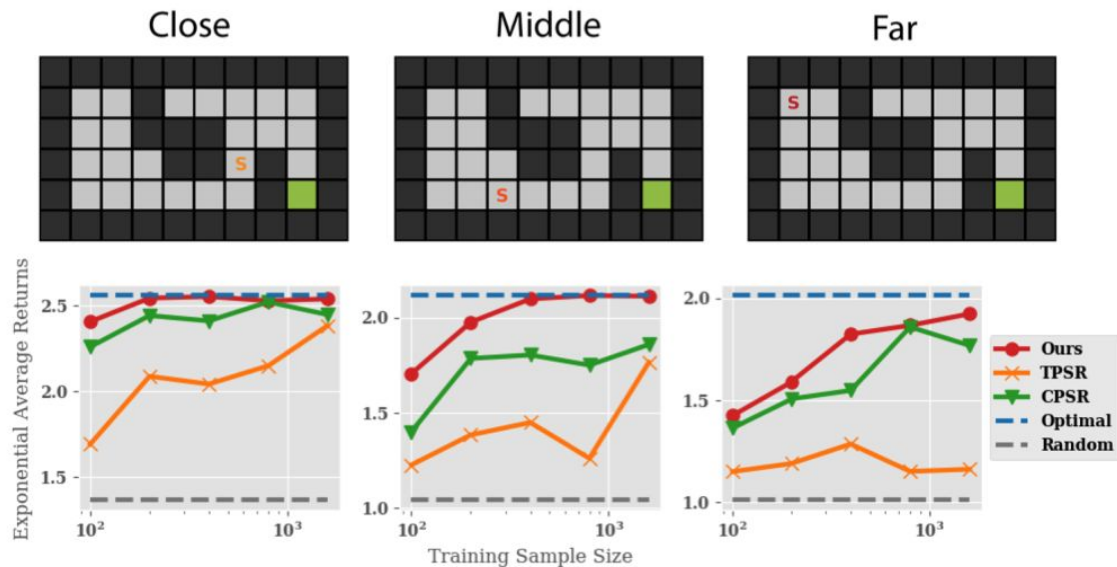 Close Middle Far
S S S
Exponential Average Returns
2.5
2.0
1.5
10² 10³
2.0
1.5
1.0
10² 10³
2.0
1.5
1.0
10² 10³
Training Sample Size
Ours
TPSR
CPSR
Optimal
Random